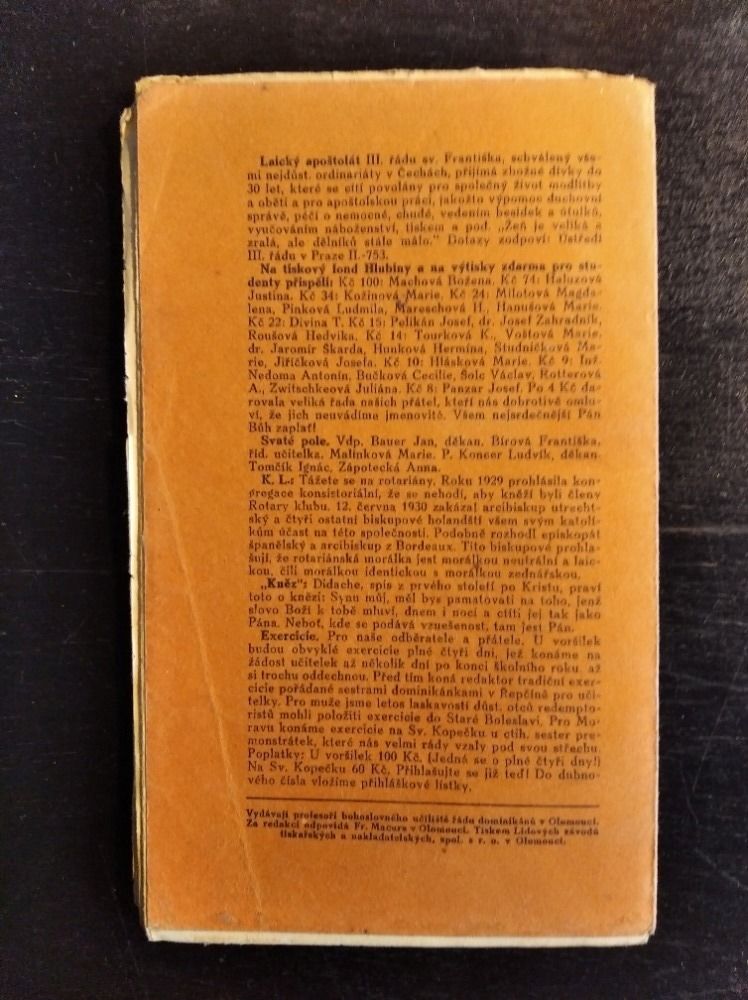 Laický apoštolát III. řádu sv. Františka, schválený vše-
mi nejdůst. ordinariáty v Čechách, přijímá zbožné dívky do
30 let, které se cítí povolány pro společný život modlitby
a oběti a pro apoštolskou práci, jakožto výpomoc duchovní
správě, péčí o nemocné, chudé, vedením besídek a útulků,
vyučováním náboženství, tiskem a pod. „Žeň je veliká a
zralá, ale dělníků stále málo.” Dotazy zodpoví: Ústředí
III. řádu v Praze II.-753.
Na tiskový fond Hlubiny a na výtisky zdarma pro stu-
denty přispěli: Kč 100: Machová Božena. Kč 74: Haluzová
Justina. Kč 34: Kožinová Marie. Kč 24: Milotová Magda-
lena, Pinková Ludmila, Mareschová H., Hanušová Marie.
Kč 22: Divina T. Kč 15: Pelikán Josef, dr. Josef Zahradník,
Roušová Hedvika. Kč 14: Tourková K., Voštová Marie,
dr. Jaromír Škarda, Hunková Hermína, Studničková Ma-
rie, Jiříčková Josefa. Kč 10: Hlásková Marie. Kč 9: Inž.
Nedoma Antonín, Bučková Cecilie, Šolc Václav, Rotterová
A., Zwitschkeová Juliána. Kč 8: Panzar Josef. Po 4 Kč da-
rovala veliká řada našich přátel, kteří nás dobrotivě omlu-
ví, že jich neuvádíme jmenovitě. Všem nejsrdečnější Pán
Bůh zaplať!
Svaté pole. Vdp. Bauer Jan, děkan. Bírová Františka,
říd. učitelka. Malínková Marie. P. Koncer Ludvík, děkan.
Tomčík Ignác, Zápotecká Anna.
K. L.: Tážete se na rotariány. Roku 1929 prohlásila kon-
gregace konsistoriální, že se nehodí, aby kněží byli členy
Rotary klubu. 12. června 1930 zakázal arcibiskup utrecht-
ský a čtyři ostatní biskupové holandští všem svým katolí-
kům účast na této společnosti. Podobně rozhodl episkopát
španělský a arcibiskup z Bordeaux. Tito biskupové prohla-
šují, že rotariánská morálka jest morálkou neutrální a laic-
kou, čili morálkou identickou s morálkou zednářskou.
„Kněz”: Didache, spis z prvého století po Kristu, praví
toto o knězi: Synu můj, měl bys pamatovati na toho, jenž
slovo Boží k tobě mluví, dnem i nocí a ctíti jej tak jako
Pána. Neboť, kde se podává vznešenost, tam jest Pán.
Exercicie. Pro naše odběratele a přátele. U voršilek
budou obvyklé exercicie plné čtyři dni, jež konáme na
žádost učitelek až několik dní po konci školního roku, až
si trochu oddechnou. Před tím koná redaktor tradiční exer-
cicie pořádané sestrami dominikánkami v Řepčíně pro uči-
telky. Pro muže jsme letos laskavostí důst. otců redempto-
ristů mohli položiti exercicie do Staré Boleslavi. Pro Mo-
ravu konáme exercicie na Sv. Kopečku u ctih. sester pre-
monstrátek, které nás velmi rády vzaly pod svou střechu.
Poplatky: U voršilek 100 Kč. (Jedná se o plné čtyři dny!)
Na Sv. Kopečku 60 Kč. Přihlašujte se již teď! Do dubno-
vého čísla vložíme přihláškové lístky.
Vydávají profesoři bohoslovného učiliště řádu dominikánů v Olomouci.
Za redakci odpovídá Fr. Macura v Olomouci. Tiskem Lidových závodů
tiskařských a nakladatelských, spol. s r. o. v Olomouci.